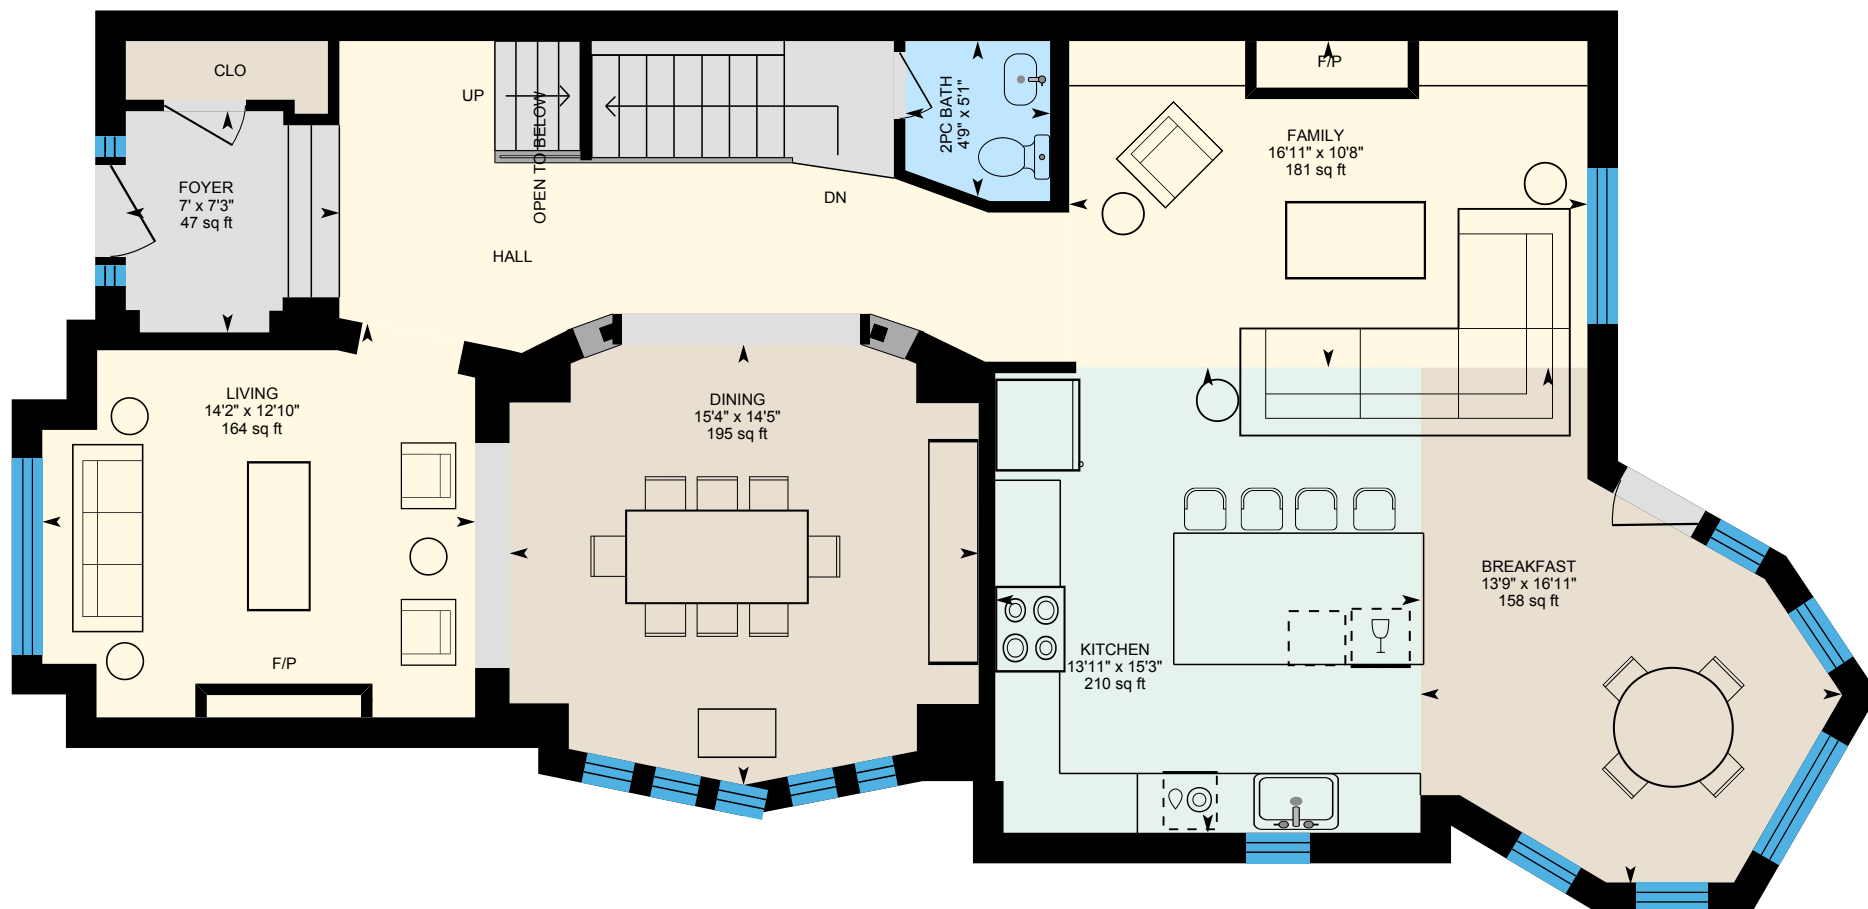 CLO
UP
OPEN TO BELOW
2PC BATH
4'9" x 5'1"
F/P
FAMILY
16'11" x 10'8"
181 sq ft
FOYER
7' x 7'3"
47 sq ft
DN
HALL
LIVING
14'2" x 12'10"
164 sq ft
DINING
15'4" x 14'5"
195 sq ft
BREAKFAST
13'9" x 16'11"
158 sq ft
KITCHEN
13'11" x 15'3"
210 sq ft
F/P